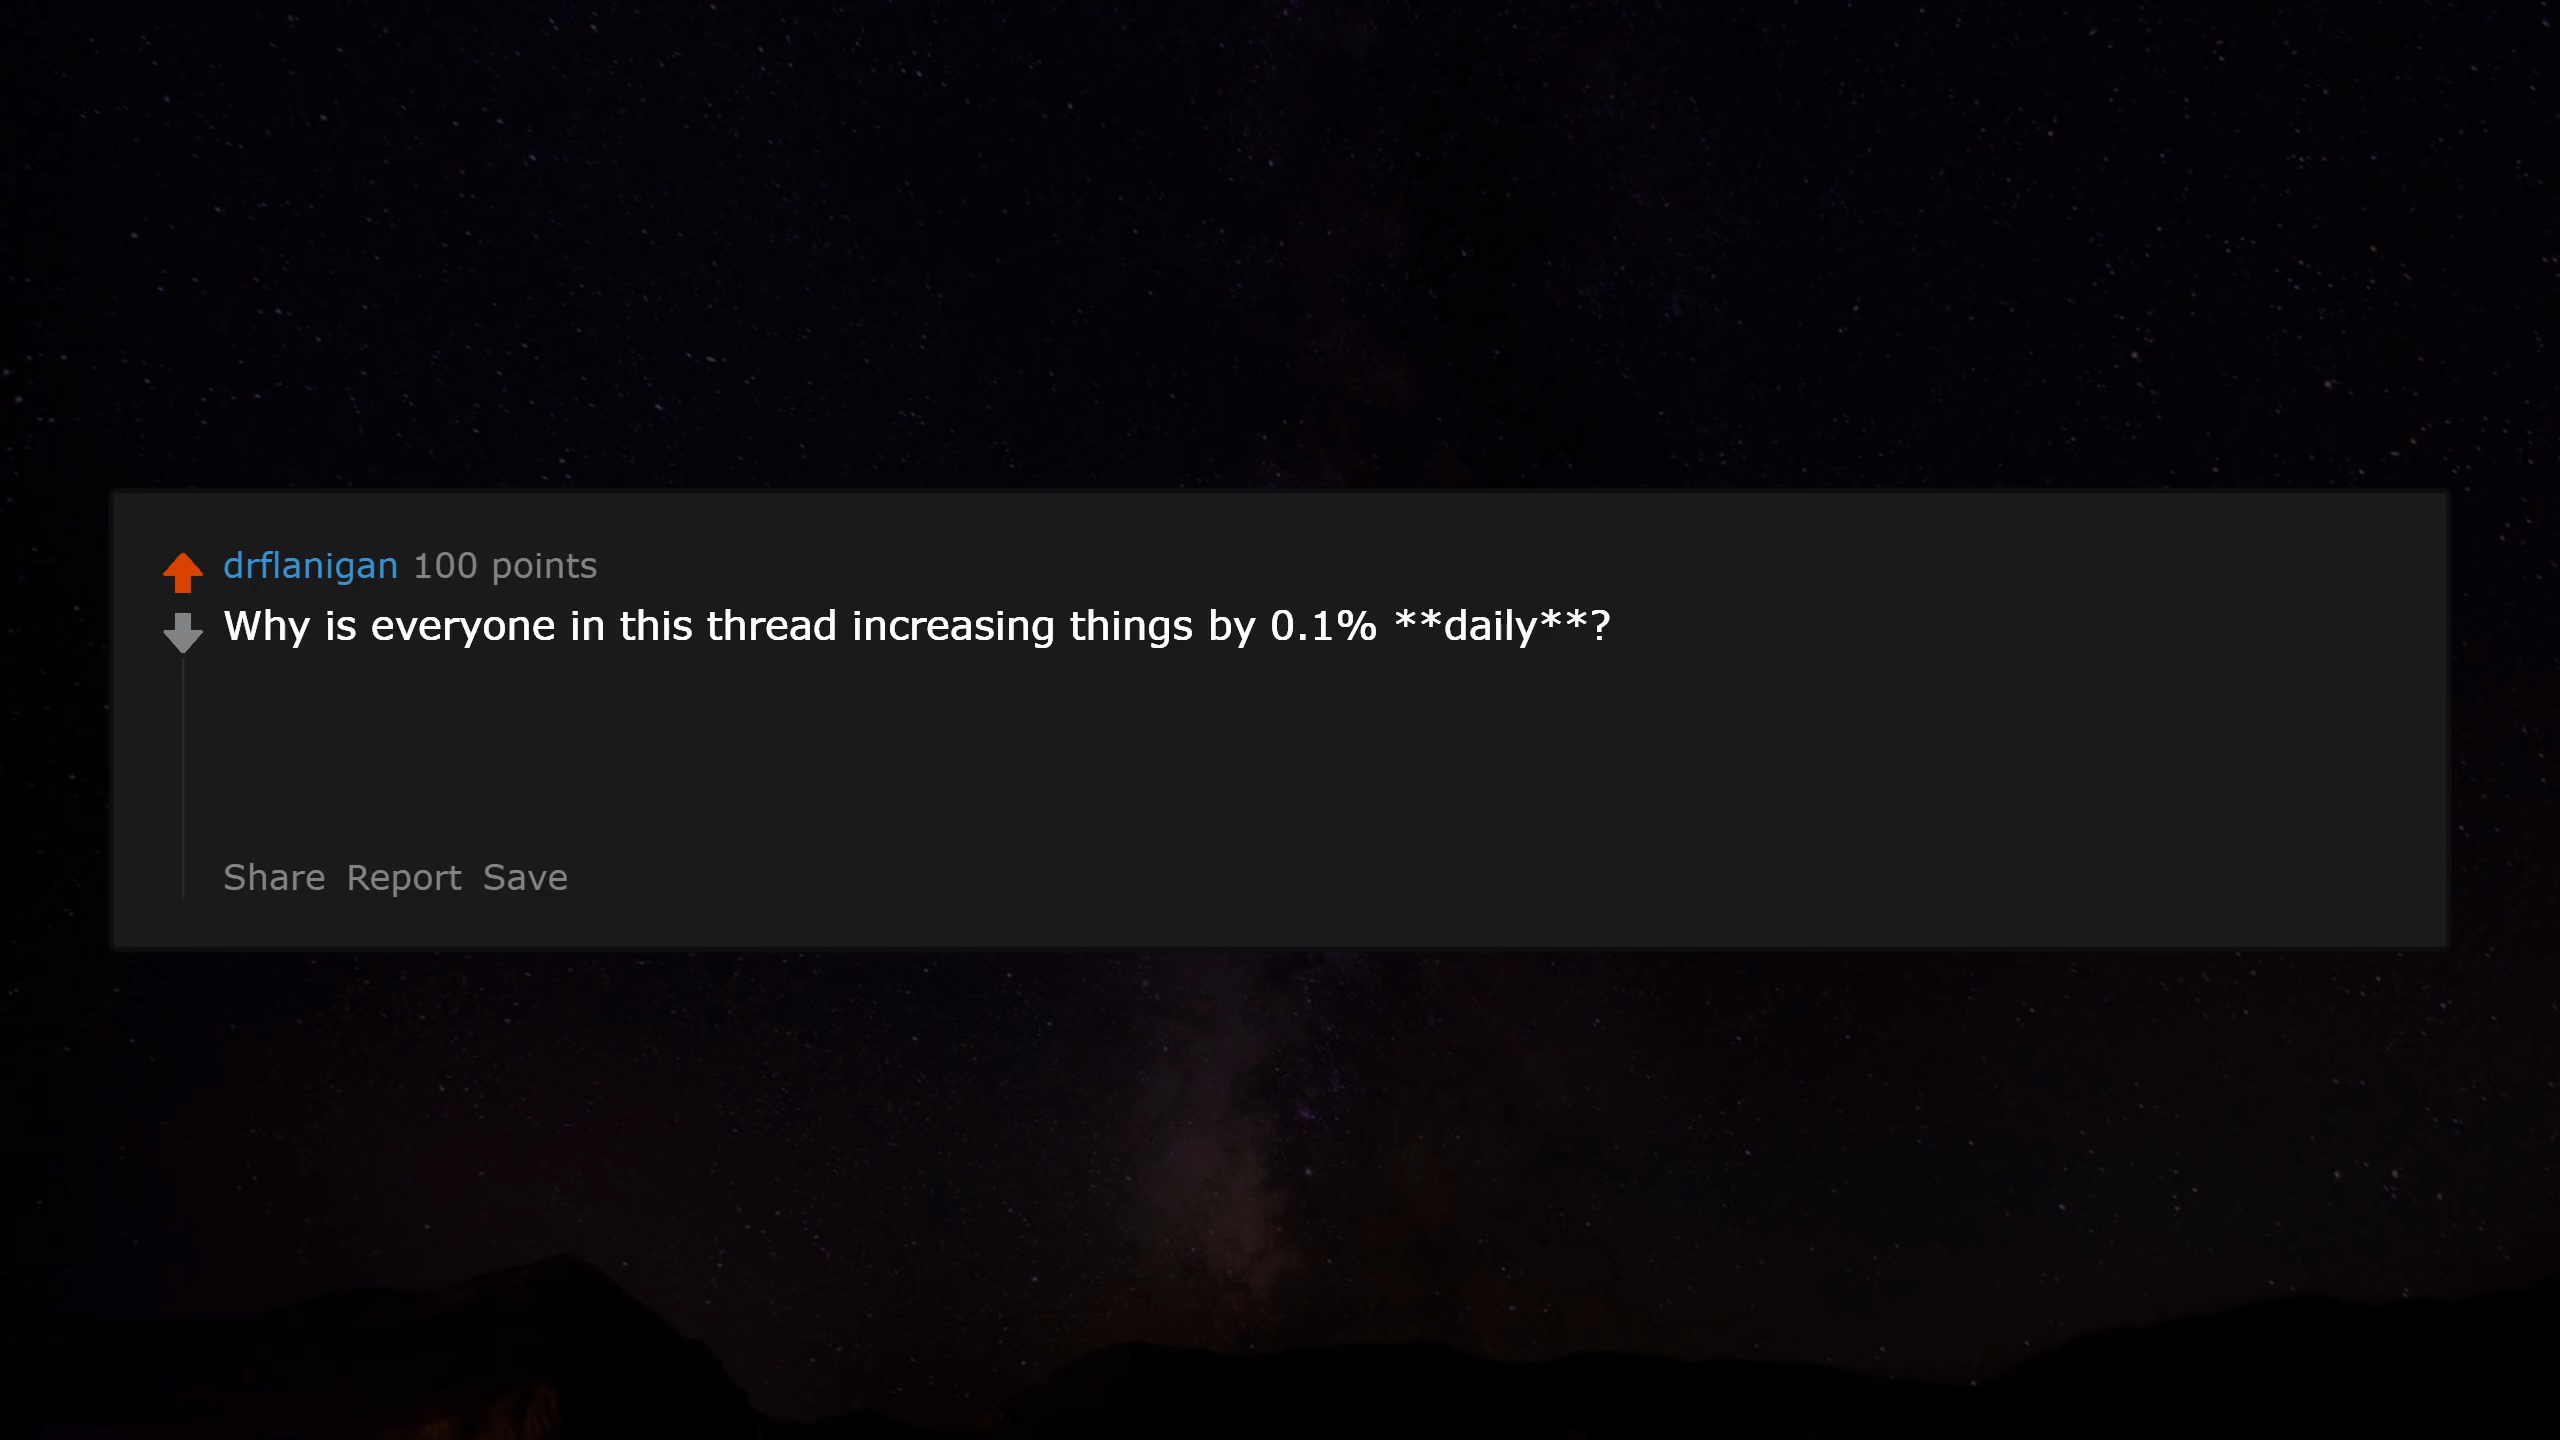 drflanigan 100 points
Why is everyone in this thread increasing things by 0.1% **daily**?
Share Report Save